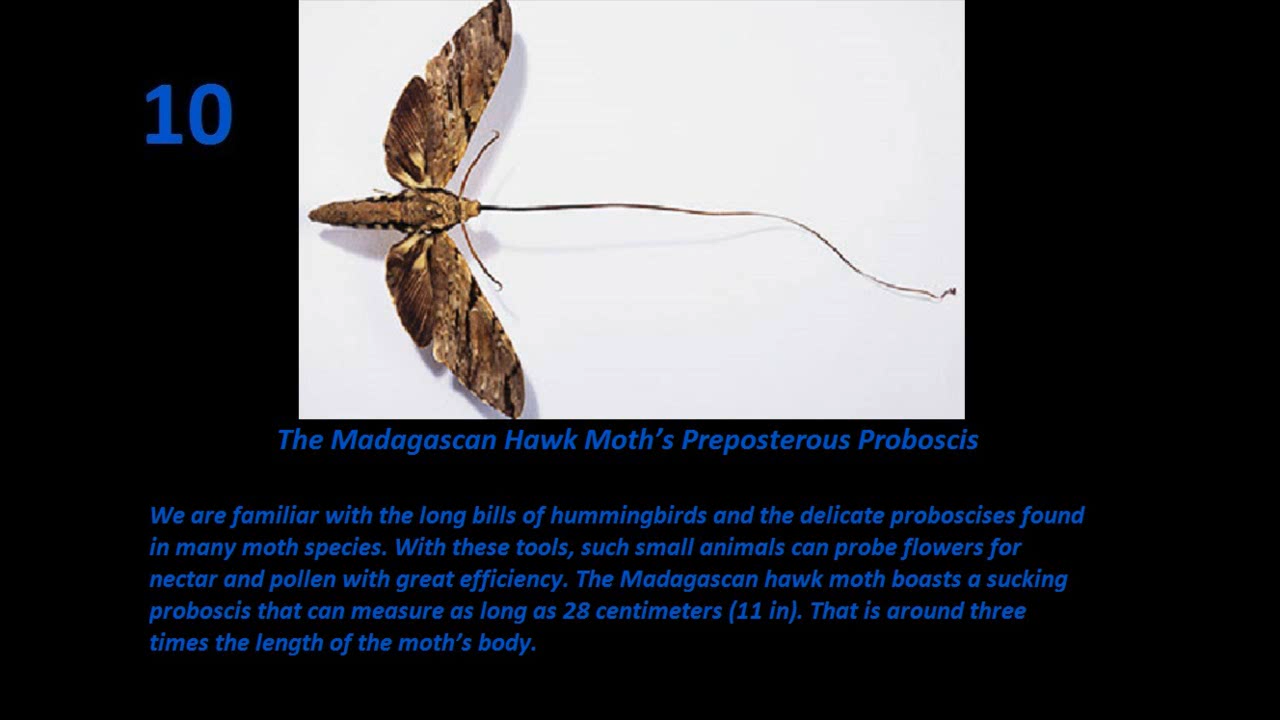 10
The Madagascan Hawk Moth’s Preposterous Proboscis
We are familiar with the long bills of hummingbirds and the delicate proboscises found
in many moth species. With these tools, such small animals can probe flowers for
nectar and pollen with great efficiency. The Madagascan hawk moth boasts a sucking
proboscis that can measure as long as 28 centimeters (11 in). That is around three
times the length of the moth’s body.